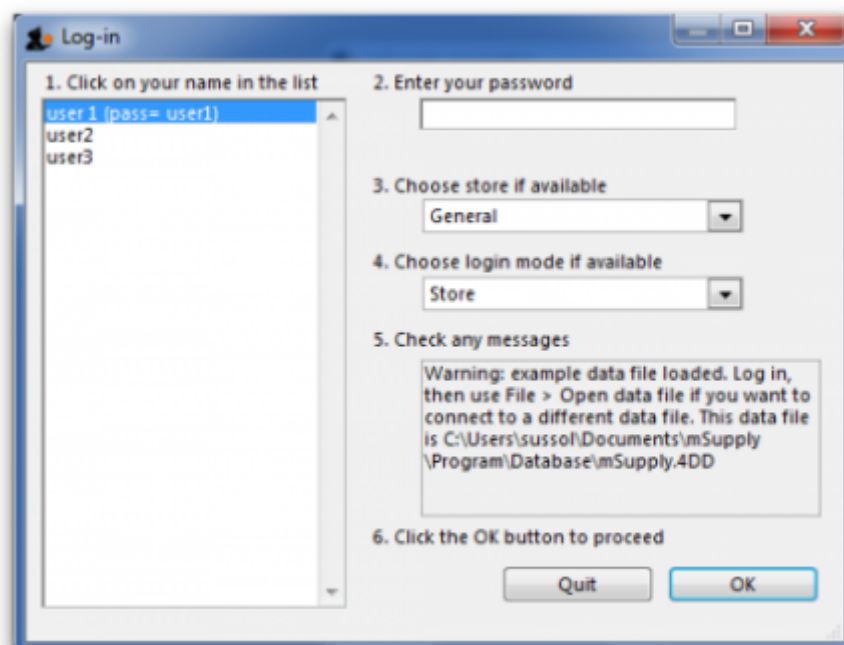 Log-in
1. Click on your name in the list
user 1 (pass= user1)
user2
user3
2. Enter your password
3. Choose store if available
General
4. Choose login mode if available
Store
5. Check any messages
Warning: example data file loaded. Log in,
then use File > Open data file if you want to
connect to a different data file. This data file
is C:\Users\sussol\Documents\mSupply
\Program\Database\mSupply.4DD
6. Click the OK button to proceed
Quit
OK